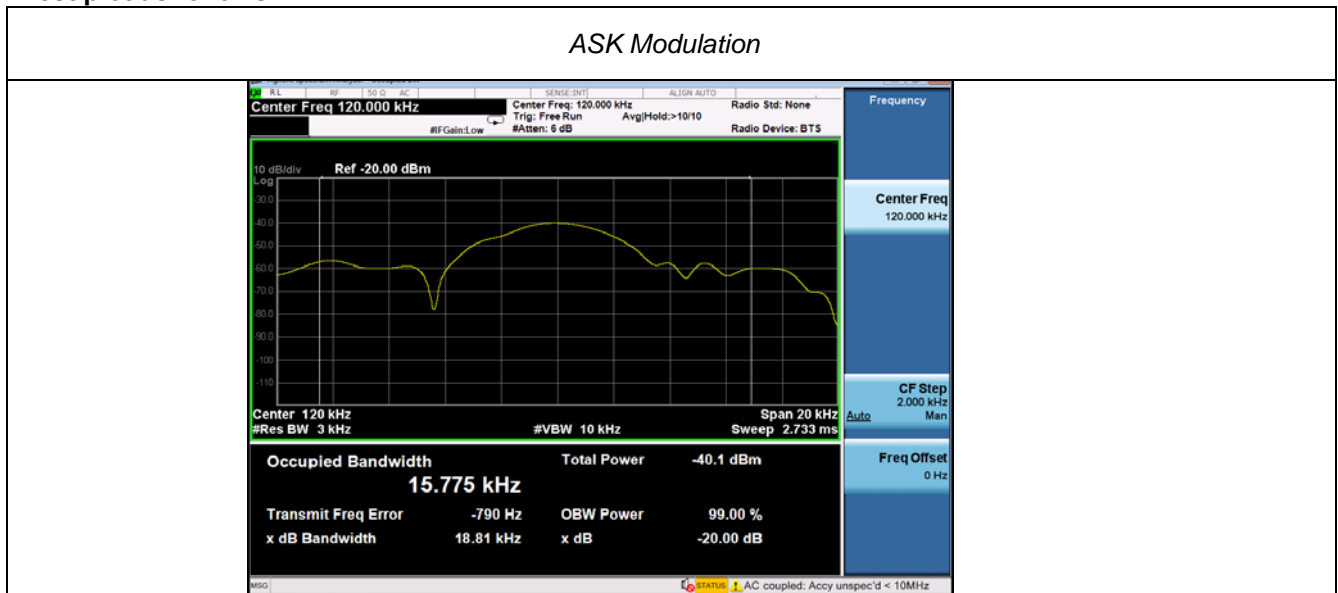 ASK Modulation
RL RF 50 Ω AC SENSE:INT ALIGN AUTO
Center Freq 120.000 kHz
Center Freq: 120.000 kHz
Radio Std: None
Trig: Free Run Avg|Hold:>10/10
#IFGain:Low #Atten: 6 dB
Radio Device: BTS
10 dB/div Ref -20.00 dBm
Log
-30.0
-40.0
-50.0
-60.0
-70.0
-80.0
-90.0
-100
-110
Center 120 kHz Span 20 kHz
#Res BW 3 kHz #VBW 10 kHz Sweep 2.733 ms
Occupied Bandwidth Total Power -40.1 dBm
15.775 kHz
Transmit Freq Error -790 Hz OBW Power 99.00 %
x dB Bandwidth 18.81 kHz x dB -20.00 dB
MSG STATUS AC coupled: Accy unspec'd < 10MHz
Frequency
Center Freq
120.000 kHz
CF Step
2.000 kHz
Auto Man
Freq Offset
0 Hz